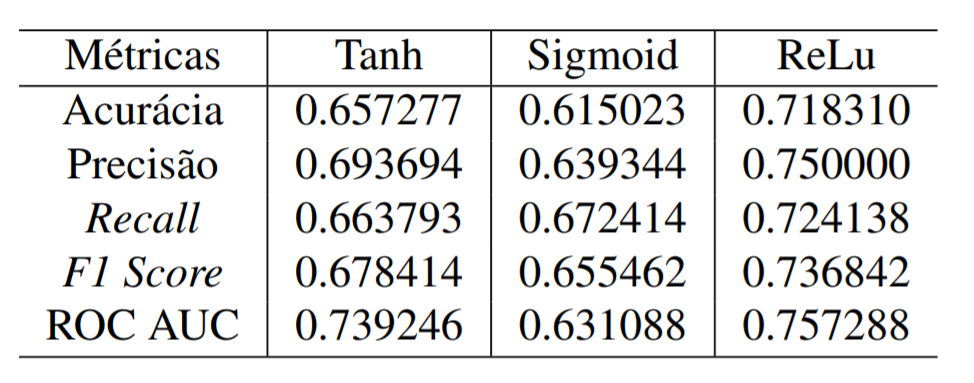 Métricas Tanh Sigmoid ReLu
Acurácia 0.657277 0.615023 0.718310
Precisão 0.693694 0.639344 0.750000
Recall 0.663793 0.672414 0.724138
F1 Score 0.678414 0.655462 0.736842
ROC AUC 0.739246 0.631088 0.757288